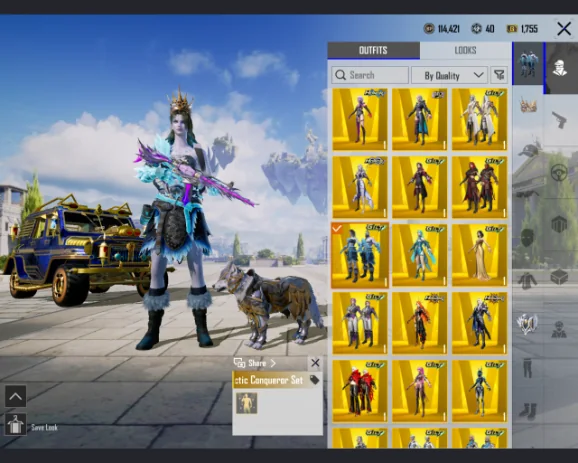 114,421 40 1,755
OUTFITS LOOKS
Search By Quality
Share >
ctic Conqueror Set
Save Look